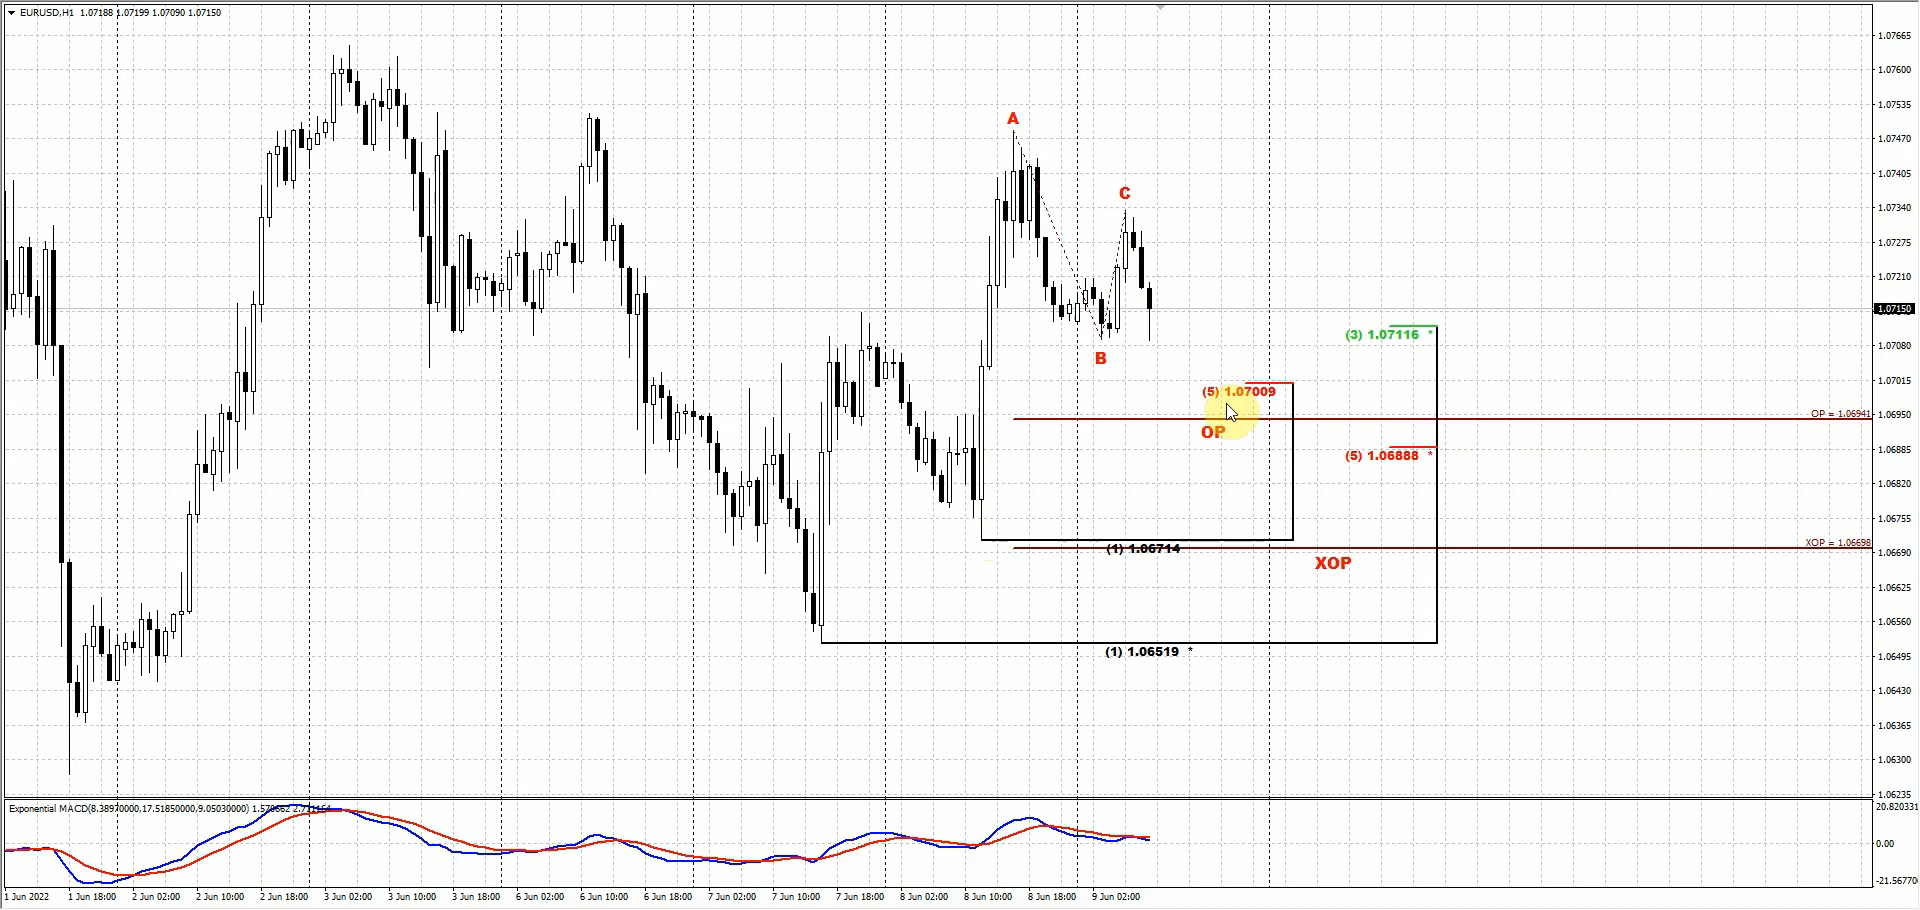 EURUSD,H1 1.07188 1.07199 1.07090 1.07150
1.07665
1.07600
1.07535
1.07470
1.07405
1.07340
1.07275
1.07210
1.07150
1.07080
1.07015
1.06950
1.06885
1.06820
1.06755
1.06690
1.06625
1.06560
1.06495
1.06430
1.06365
1.06300
1.06235
A
C
B
(3) 1.07116 *
(5) 1.07009
OP = 1.06941
OP
(5) 1.06888 *
XOP = 1.06698
(1) 1.06714
XOP
(1) 1.06519 *
Exponential MACD(8.38970000,17.51850000,9.05030000)
20.820331
0.00
-21.56770
1 Jun 2022 1 Jun 18:00 2 Jun 02:00 2 Jun 10:00 2 Jun 18:00 3 Jun 02:00 3 Jun 10:00 3 Jun 18:00 6 Jun 02:00 6 Jun 10:00 6 Jun 18:00 7 Jun 02:00 7 Jun 10:00 7 Jun 18:00 8 Jun 02:00 8 Jun 10:00 8 Jun 18:00 9 Jun 02:00